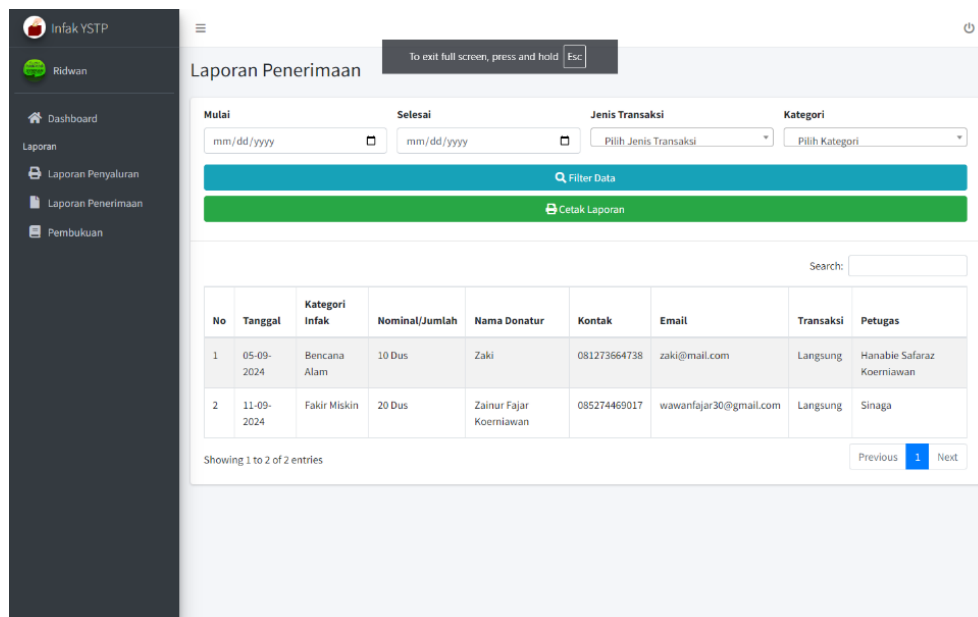 Infak YSTP
To exit full screen, press and hold Esc
Ridwan
Laporan Penerimaan
Dashboard
Laporan
Laporan Penyaluran
Laporan Penerimaan
Pembukuan
Mulai Selesai Jenis Transaksi Kategori
mm/dd/yyyy mm/dd/yyyy Pilih Jenis Transaksi Pilih Kategori
Filter Data
Cetak Laporan
Search:
No Tanggal Kategori Infak Nominal/Jumlah Nama Donatur Kontak Email Transaksi Petugas
1 05-09-2024 Bencana Alam 10 Dus Zaki 081273664738 zaki@mail.com Langsung Hanabie Safaraz Koerniawan
2 11-09-2024 Fakir Miskin 20 Dus Zainur Fajar Koerniawan 085274469017 wawanfajar30@gmail.com Langsung Sinaga
Showing 1 to 2 of 2 entries
Previous 1 Next